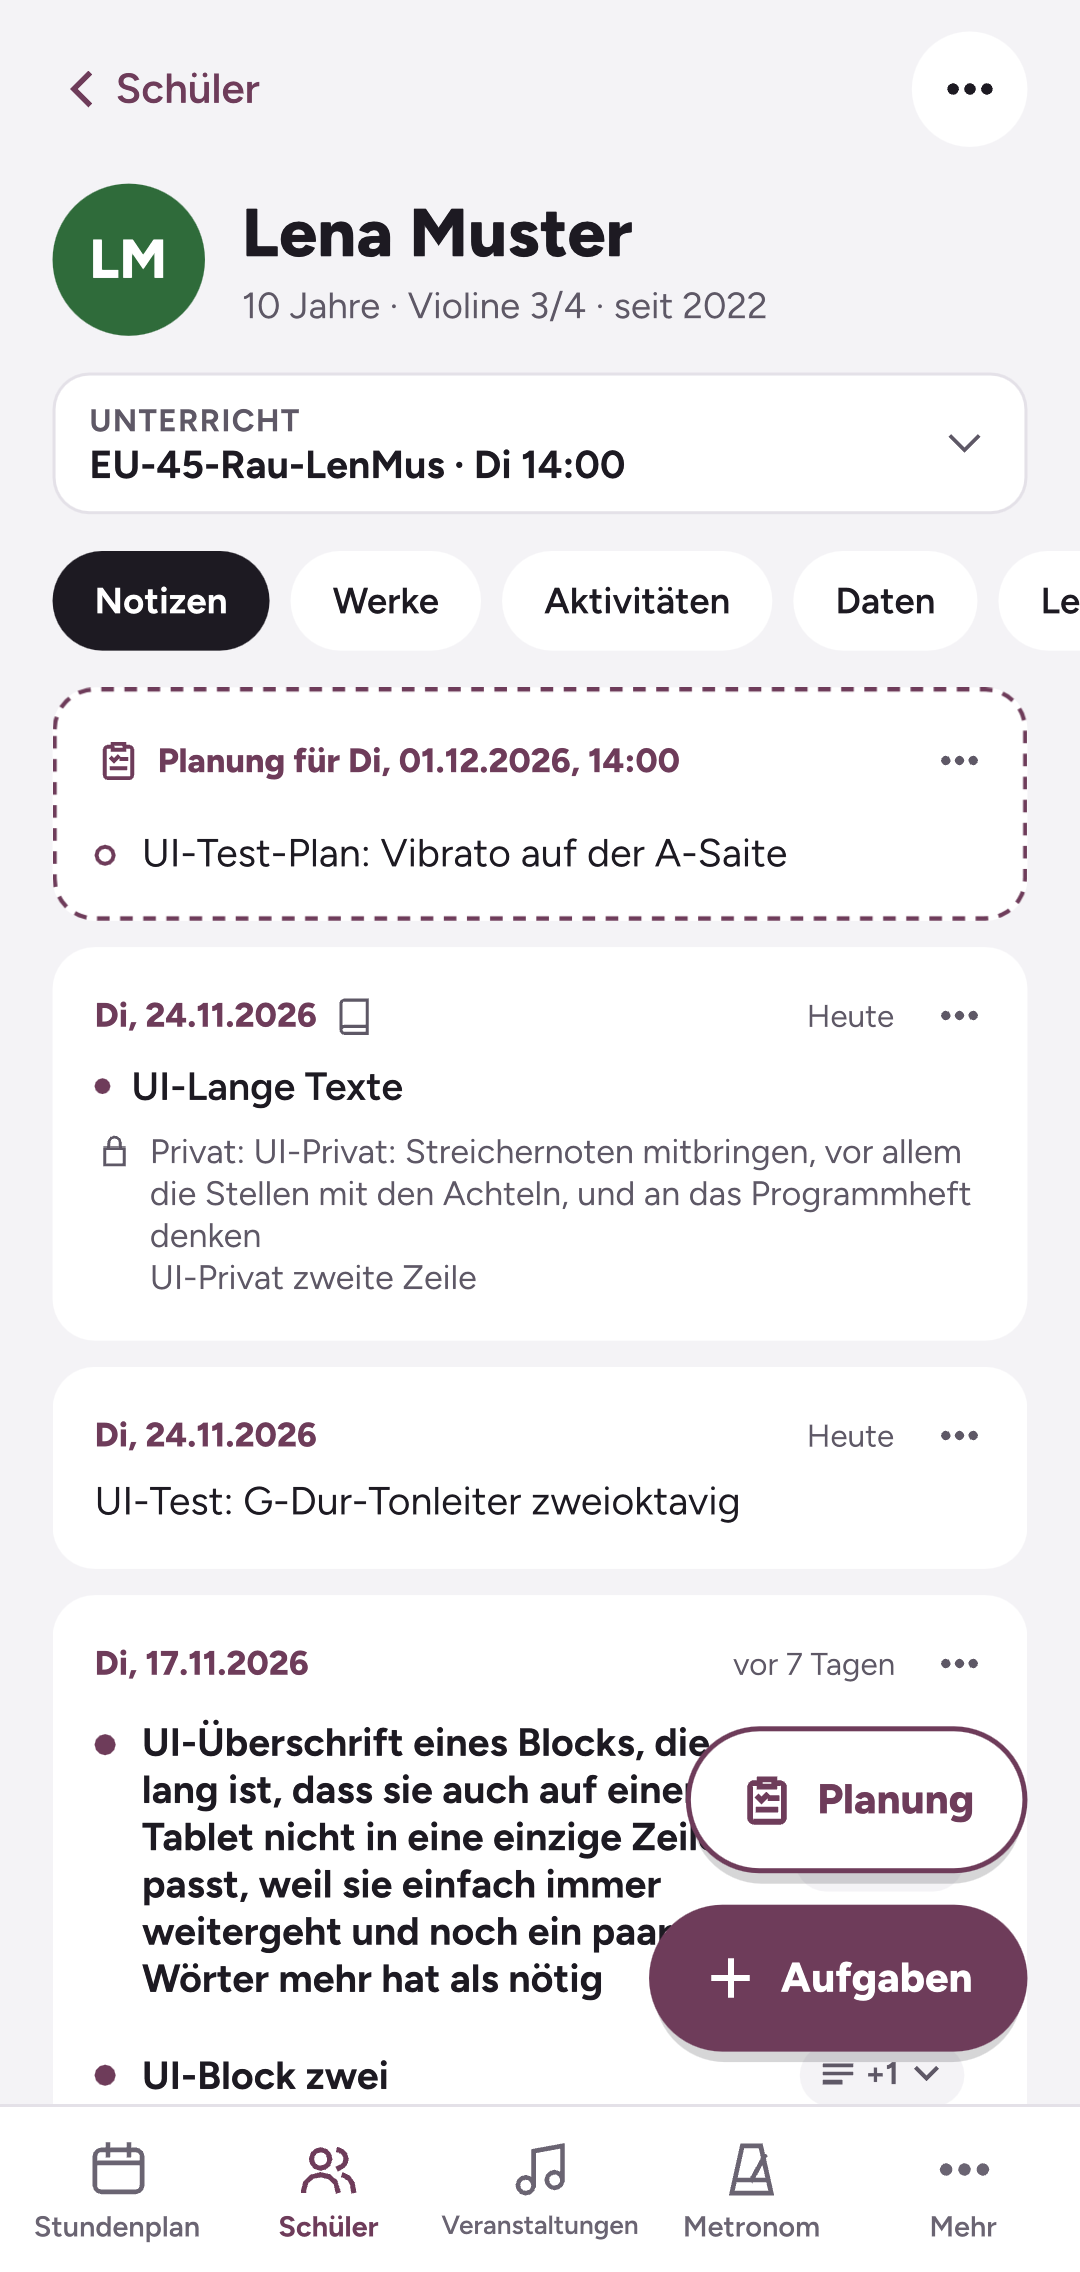 Schüler
LM
Lena Muster
10 Jahre · Violine 3/4 · seit 2022
UNTERRICHT
EU-45-Rau-LenMus · Di 14:00
Notizen Werke Aktivitäten Daten Le
Planung für Di, 01.12.2026, 14:00
UI-Test-Plan: Vibrato auf der A-Saite
Di, 24.11.2026 Heute
UI-Lange Texte
Privat: UI-Privat: Streichernoten mitbringen, vor allem
die Stellen mit den Achteln, und an das Programmheft
denken
UI-Privat zweite Zeile
Di, 24.11.2026 Heute
UI-Test: G-Dur-Tonleiter zweioktavig
Di, 17.11.2026 vor 7 Tagen
UI-Überschrift eines Blocks, die
lang ist, dass sie auch auf einer
Tablet nicht in eine einzige Zeil
passt, weil sie einfach immer
Planung
weitergeht und noch ein paar
Wörter mehr hat als nötig
Aufgaben
UI-Block zwei +1
Stundenplan Schüler Veranstaltungen Metronom Mehr